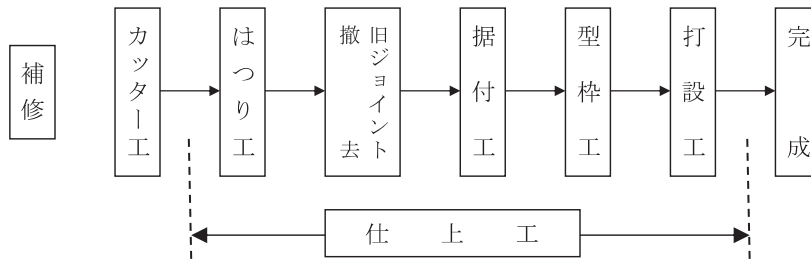 補修
カッター工
はつり工
旧ジョイント
撤去
据付工
型枠工
打設工
完成
仕上工